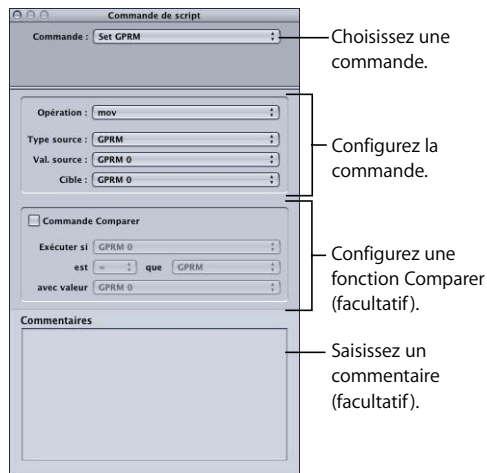 Commande de script
Commande : Set GPRM
Choisissez une
commande.
Opération : mov
Type source : GPRM
Val. source : GPRM 0
Cible : GPRM 0
Configurez la
commande.
Commande Comparer
Exécuter si GPRM 0
est = que GPRM
avec valeur GPRM 0
Configurez une
fonction Comparer
(facultatif).
Commentaires
Saisissez un
commentaire
(facultatif).